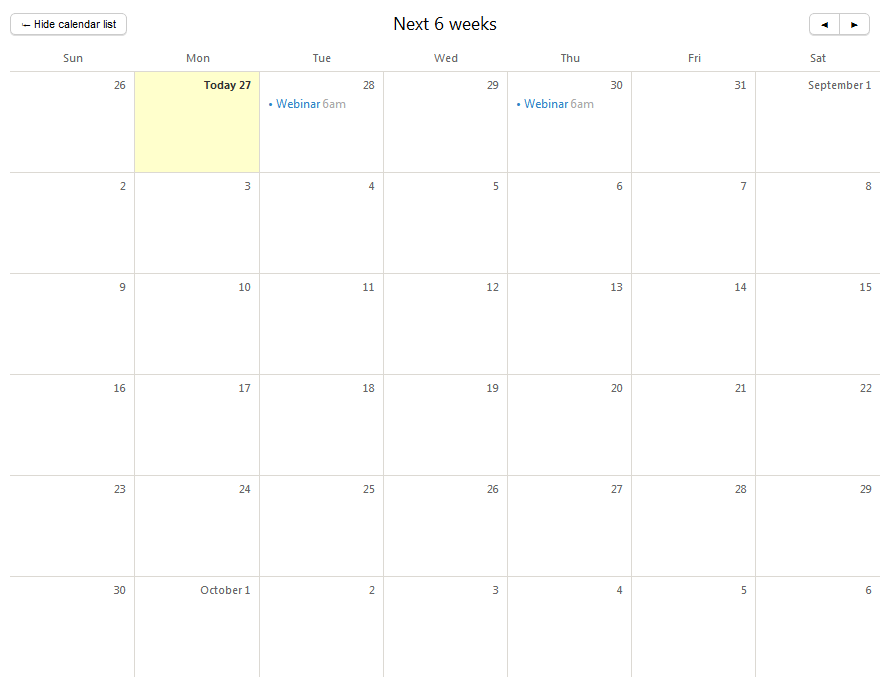 ← Hide calendar list
Next 6 weeks
◄ ►
Sun Mon Tue Wed Thu Fri Sat
26 Today 27 28 29 30 31 September 1
• Webinar 6am • Webinar 6am
2 3 4 5 6 7 8
9 10 11 12 13 14 15
16 17 18 19 20 21 22
23 24 25 26 27 28 29
30 October 1 2 3 4 5 6